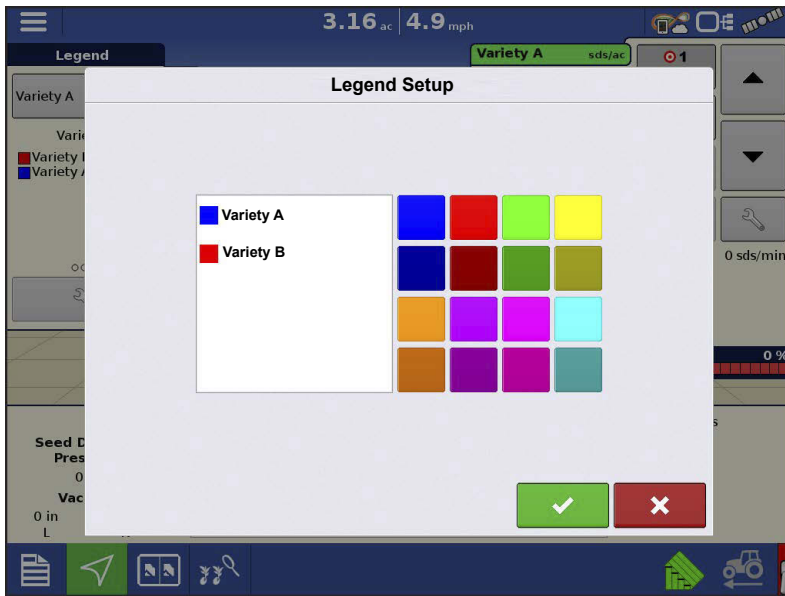 3.16 ac 4.9 mph
Legend
Variety A sds/ac
1
Variety A
Legend Setup
Variety A
Variety B
0 sds/min
0 %
Seed D
Pres
0
Vac
0 in
L
s